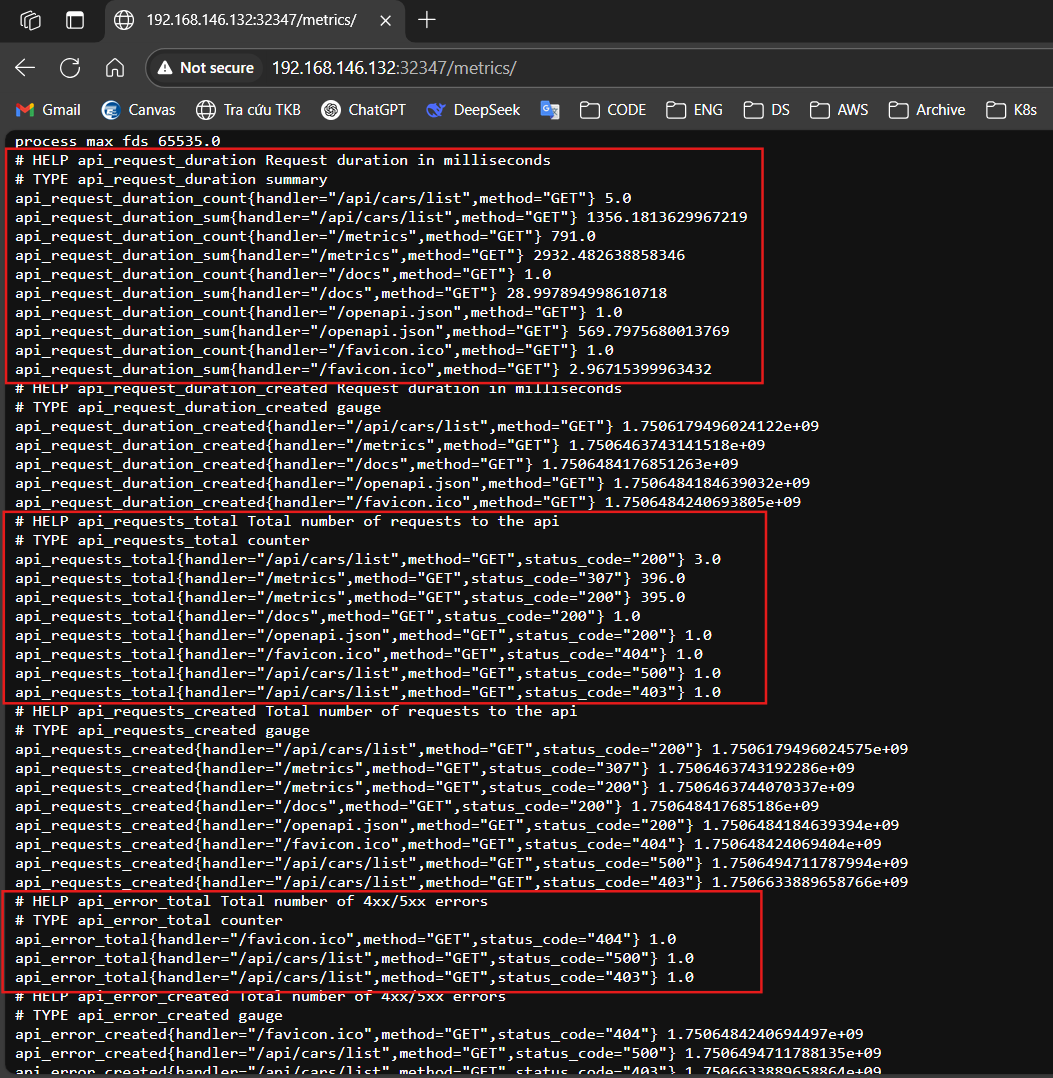 192.168.146.132:32347/metrics/
Not secure 192.168.146.132:32347/metrics/
Gmail Canvas Tra cứu TKB ChatGPT DeepSeek CODE ENG DS AWS Archive K8s
process_max_fds 65535.0
# HELP api_request_duration Request duration in milliseconds
# TYPE api_request_duration summary
api_request_duration_count{handler="/api/cars/list",method="GET"} 5.0
api_request_duration_sum{handler="/api/cars/list",method="GET"} 1356.1813629967219
api_request_duration_count{handler="/metrics",method="GET"} 791.0
api_request_duration_sum{handler="/metrics",method="GET"} 2932.482638858346
api_request_duration_count{handler="/docs",method="GET"} 1.0
api_request_duration_sum{handler="/docs",method="GET"} 28.997894998610718
api_request_duration_count{handler="/openapi.json",method="GET"} 1.0
api_request_duration_sum{handler="/openapi.json",method="GET"} 569.7975680013769
api_request_duration_count{handler="/favicon.ico",method="GET"} 1.0
api_request_duration_sum{handler="/favicon.ico",method="GET"} 2.96715399963432
# HELP api_request_duration_created Request duration in milliseconds
# TYPE api_request_duration_created gauge
api_request_duration_created{handler="/api/cars/list",method="GET"} 1.7506179496024122e+09
api_request_duration_created{handler="/metrics",method="GET"} 1.7506463743141518e+09
api_request_duration_created{handler="/docs",method="GET"} 1.7506484176851263e+09
api_request_duration_created{handler="/openapi.json",method="GET"} 1.7506484184639032e+09
api_request_duration_created{handler="/favicon.ico",method="GET"} 1.7506484240693805e+09
# HELP api_requests_total Total number of requests to the api
# TYPE api_requests_total counter
api_requests_total{handler="/api/cars/list",method="GET",status_code="200"} 3.0
api_requests_total{handler="/metrics",method="GET",status_code="307"} 396.0
api_requests_total{handler="/metrics",method="GET",status_code="200"} 395.0
api_requests_total{handler="/docs",method="GET",status_code="200"} 1.0
api_requests_total{handler="/openapi.json",method="GET",status_code="200"} 1.0
api_requests_total{handler="/favicon.ico",method="GET",status_code="404"} 1.0
api_requests_total{handler="/api/cars/list",method="GET",status_code="500"} 1.0
api_requests_total{handler="/api/cars/list",method="GET",status_code="403"} 1.0
# HELP api_requests_created Total number of requests to the api
# TYPE api_requests_created gauge
api_requests_created{handler="/api/cars/list",method="GET",status_code="200"} 1.7506179496024575e+09
api_requests_created{handler="/metrics",method="GET",status_code="307"} 1.7506463743192286e+09
api_requests_created{handler="/metrics",method="GET",status_code="200"} 1.7506463744070337e+09
api_requests_created{handler="/docs",method="GET",status_code="200"} 1.750648417685186e+09
api_requests_created{handler="/openapi.json",method="GET",status_code="200"} 1.7506484184639394e+09
api_requests_created{handler="/favicon.ico",method="GET",status_code="404"} 1.750648424069404e+09
api_requests_created{handler="/api/cars/list",method="GET",status_code="500"} 1.7506494711787994e+09
api_requests_created{handler="/api/cars/list",method="GET",status_code="403"} 1.7506633889658766e+09
# HELP api_error_total Total number of 4xx/5xx errors
# TYPE api_error_total counter
api_error_total{handler="/favicon.ico",method="GET",status_code="404"} 1.0
api_error_total{handler="/api/cars/list",method="GET",status_code="500"} 1.0
api_error_total{handler="/api/cars/list",method="GET",status_code="403"} 1.0
# HELP api_error_created Total number of 4xx/5xx errors
# TYPE api_error_created gauge
api_error_created{handler="/favicon.ico",method="GET",status_code="404"} 1.7506484240694497e+09
api_error_created{handler="/api/cars/list",method="GET",status_code="500"} 1.7506494711788135e+09
api_error_created{handler="/api/cars/list",method="GET",status_code="403"} 1.7506633889658864e+09